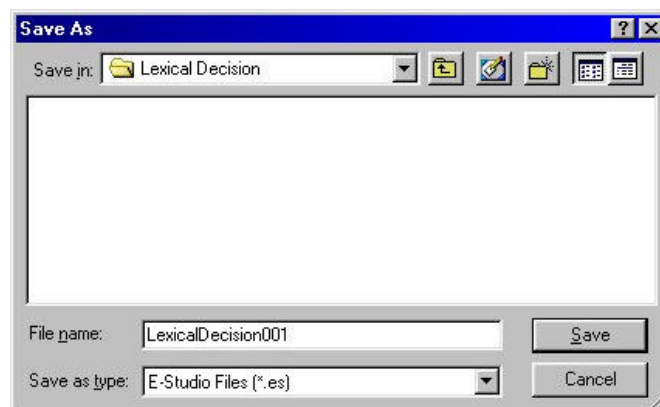 Save As
Save in: Lexical Decision
File name: LexicalDecision001 Save
Save as type: E-Studio Files (*.es) Cancel